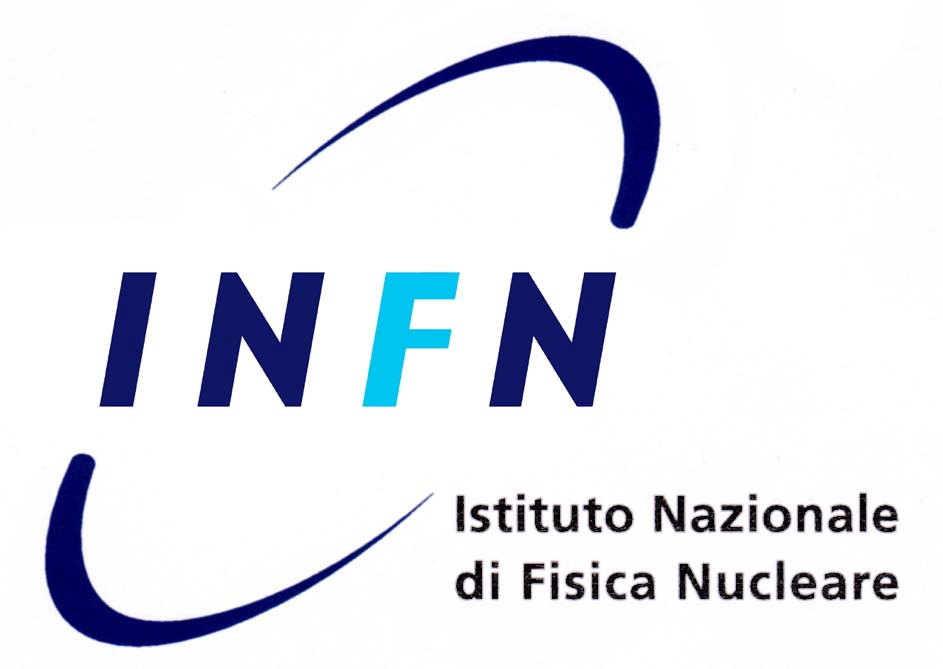 INFN
Istituto Nazionale
di Fisica Nucleare